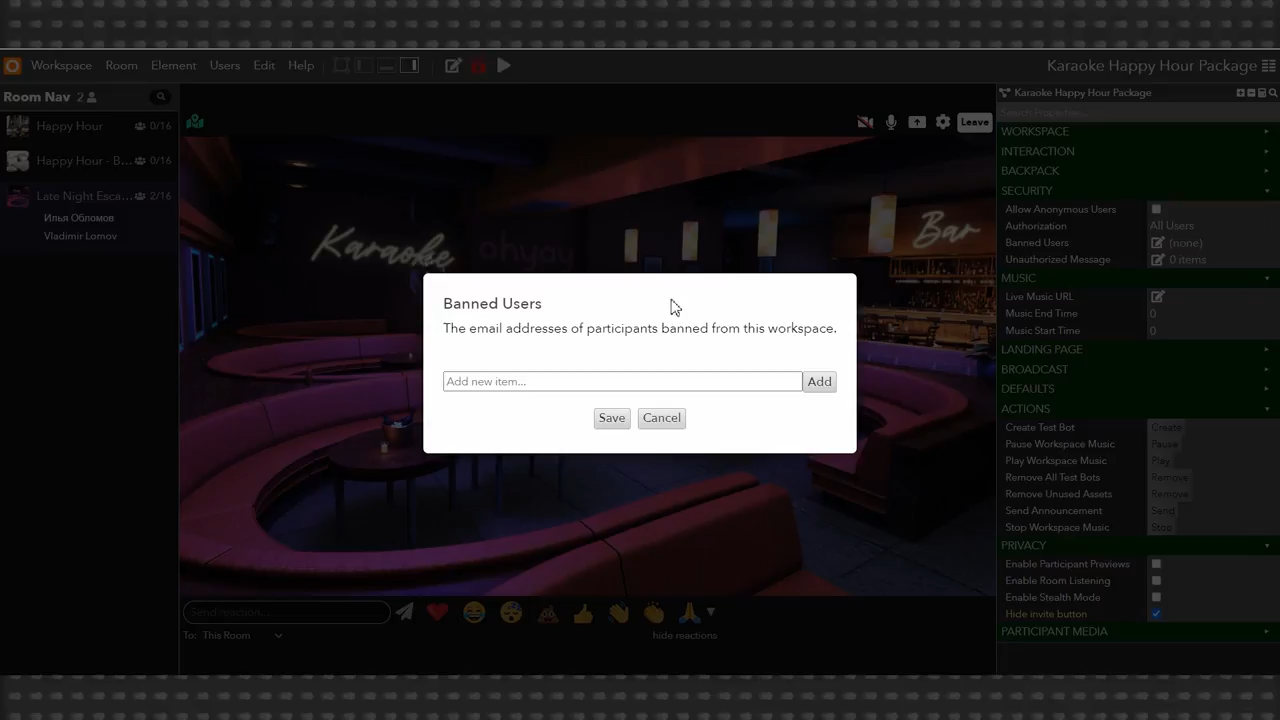 Workspace Room Element Users Edit Help
Karaoke Happy Hour Package
Room Nav 2
Happy Hour 0/16
Happy Hour - B... 0/16
Late Night Esca... 2/16
Илья Обломов
Vladimir Lomov
Leave
Karaoke ohyay
Bar
Banned Users
The email addresses of participants banned from this workspace.
Add new item... Add
Save Cancel
Send reaction...
To: This Room
hide reactions
Karaoke Happy Hour Package
Search Properties...
WORKSPACE
INTERACTION
BACKPACK
SECURITY
Allow Anonymous Users
Authorization All Users
Banned Users (none)
Unauthorized Message 0 items
MUSIC
Live Music URL
Music End Time 0
Music Start Time 0
LANDING PAGE
BROADCAST
DEFAULTS
ACTIONS
Create Test Bot Create
Pause Workspace Music Pause
Play Workspace Music Play
Remove All Test Bots Remove
Remove Unused Assets Remove
Send Announcement Send
Stop Workspace Music Stop
PRIVACY
Enable Participant Previews
Enable Room Listening
Enable Stealth Mode
Hide invite button
PARTICIPANT MEDIA